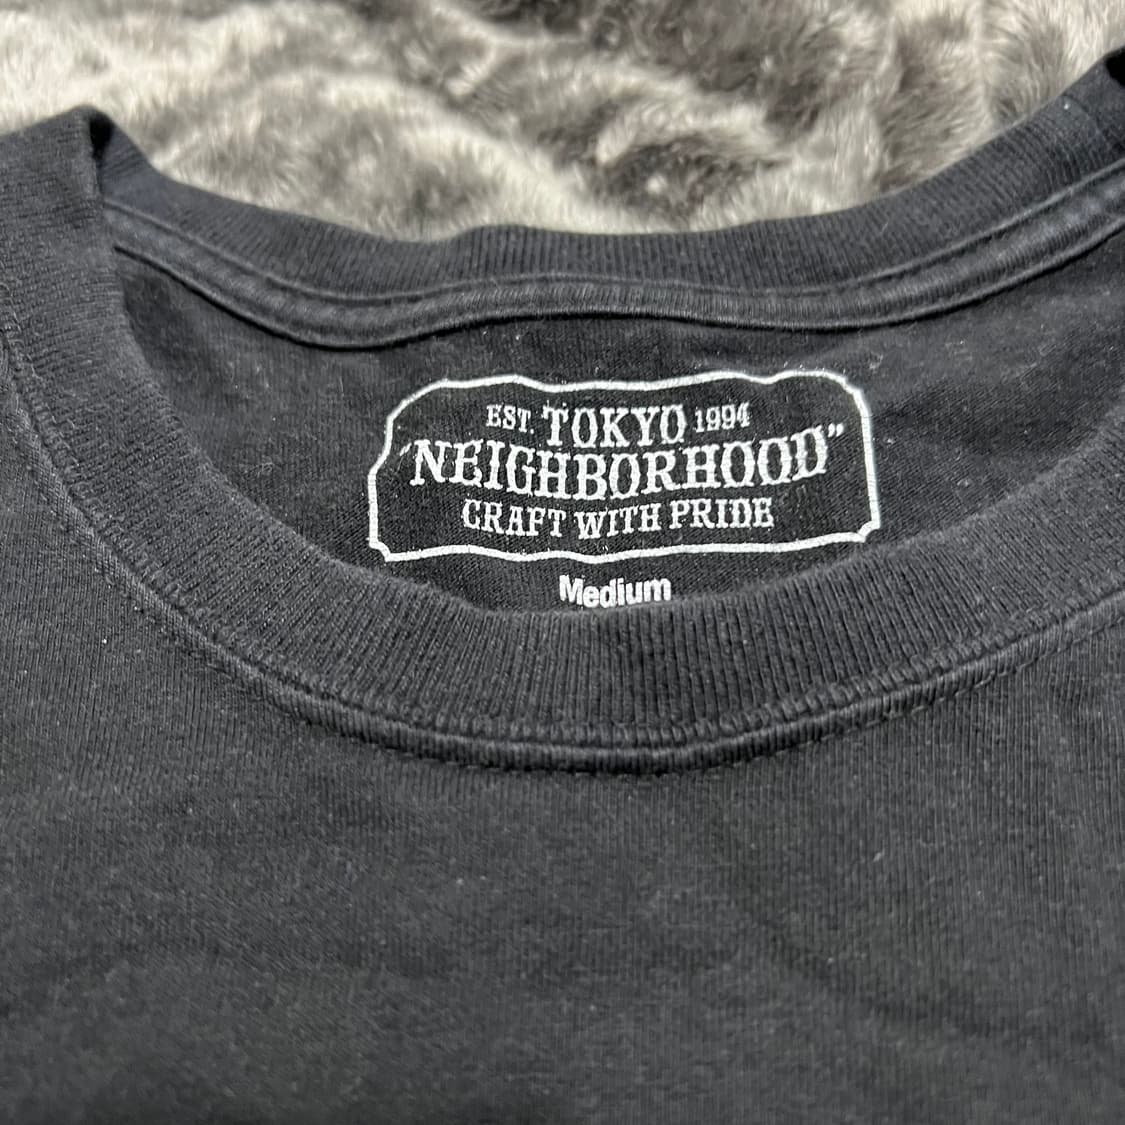 EST. TOKYO 1994
"NEIGHBORHOOD"
CRAFT WITH PRIDE
Medium